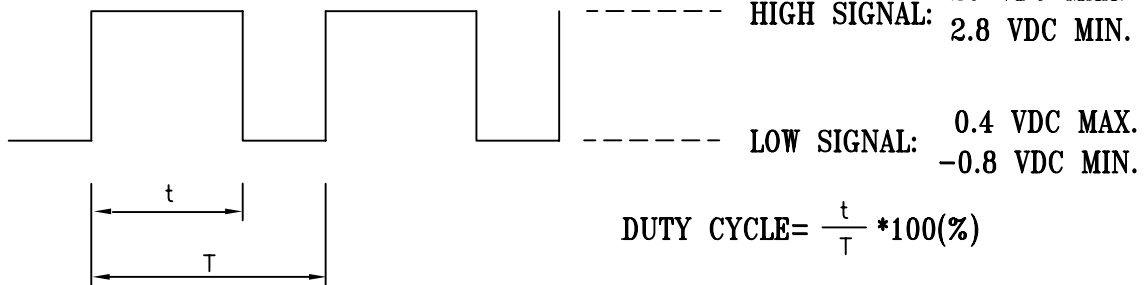 HIGH SIGNAL:
2.8 VDC MIN.
LOW SIGNAL:
0.4 VDC MAX.
-0.8 VDC MIN.
t
T
DUTY CYCLE= t/T *100(%)